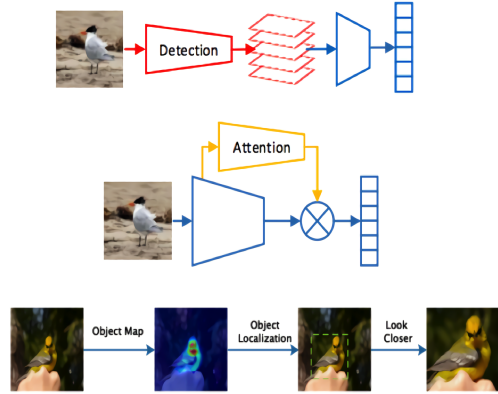 Detection
Attention
Object Map
Object
Localization
Look
Closer